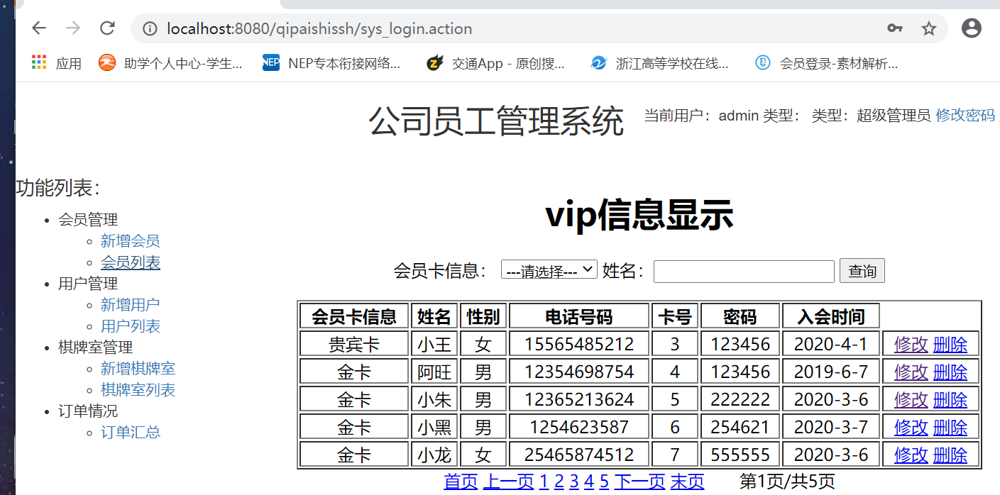 localhost:8080/qipaishissh/sys_login.action
应用 助学个人中心-学生... NEP NEP专本衔接网络... 交通App - 原创搜... 浙江高等学校在线... 会员登录-素材解析...
公司员工管理系统 当前用户：admin 类型： 类型：超级管理员 修改密码
功能列表：
会员管理
新增会员
会员列表
用户管理
新增用户
用户列表
棋牌室管理
新增棋牌室
棋牌室列表
订单情况
订单汇总
vip信息显示
会员卡信息： ---请选择--- 姓名： 查询
会员卡信息 姓名 性别 电话号码 卡号 密码 入会时间
贵宾卡 小王 女 15565485212 3 123456 2020-4-1 修改 删除
金卡 阿旺 男 12354698754 4 123456 2019-6-7 修改 删除
金卡 小朱 男 12365213624 5 222222 2020-3-6 修改 删除
金卡 小黑 男 1254623587 6 254621 2020-3-7 修改 删除
金卡 小龙 女 25465874512 7 555555 2020-3-6 修改 删除
首页 上一页 1 2 3 4 5 下一页 末页 第1页/共5页